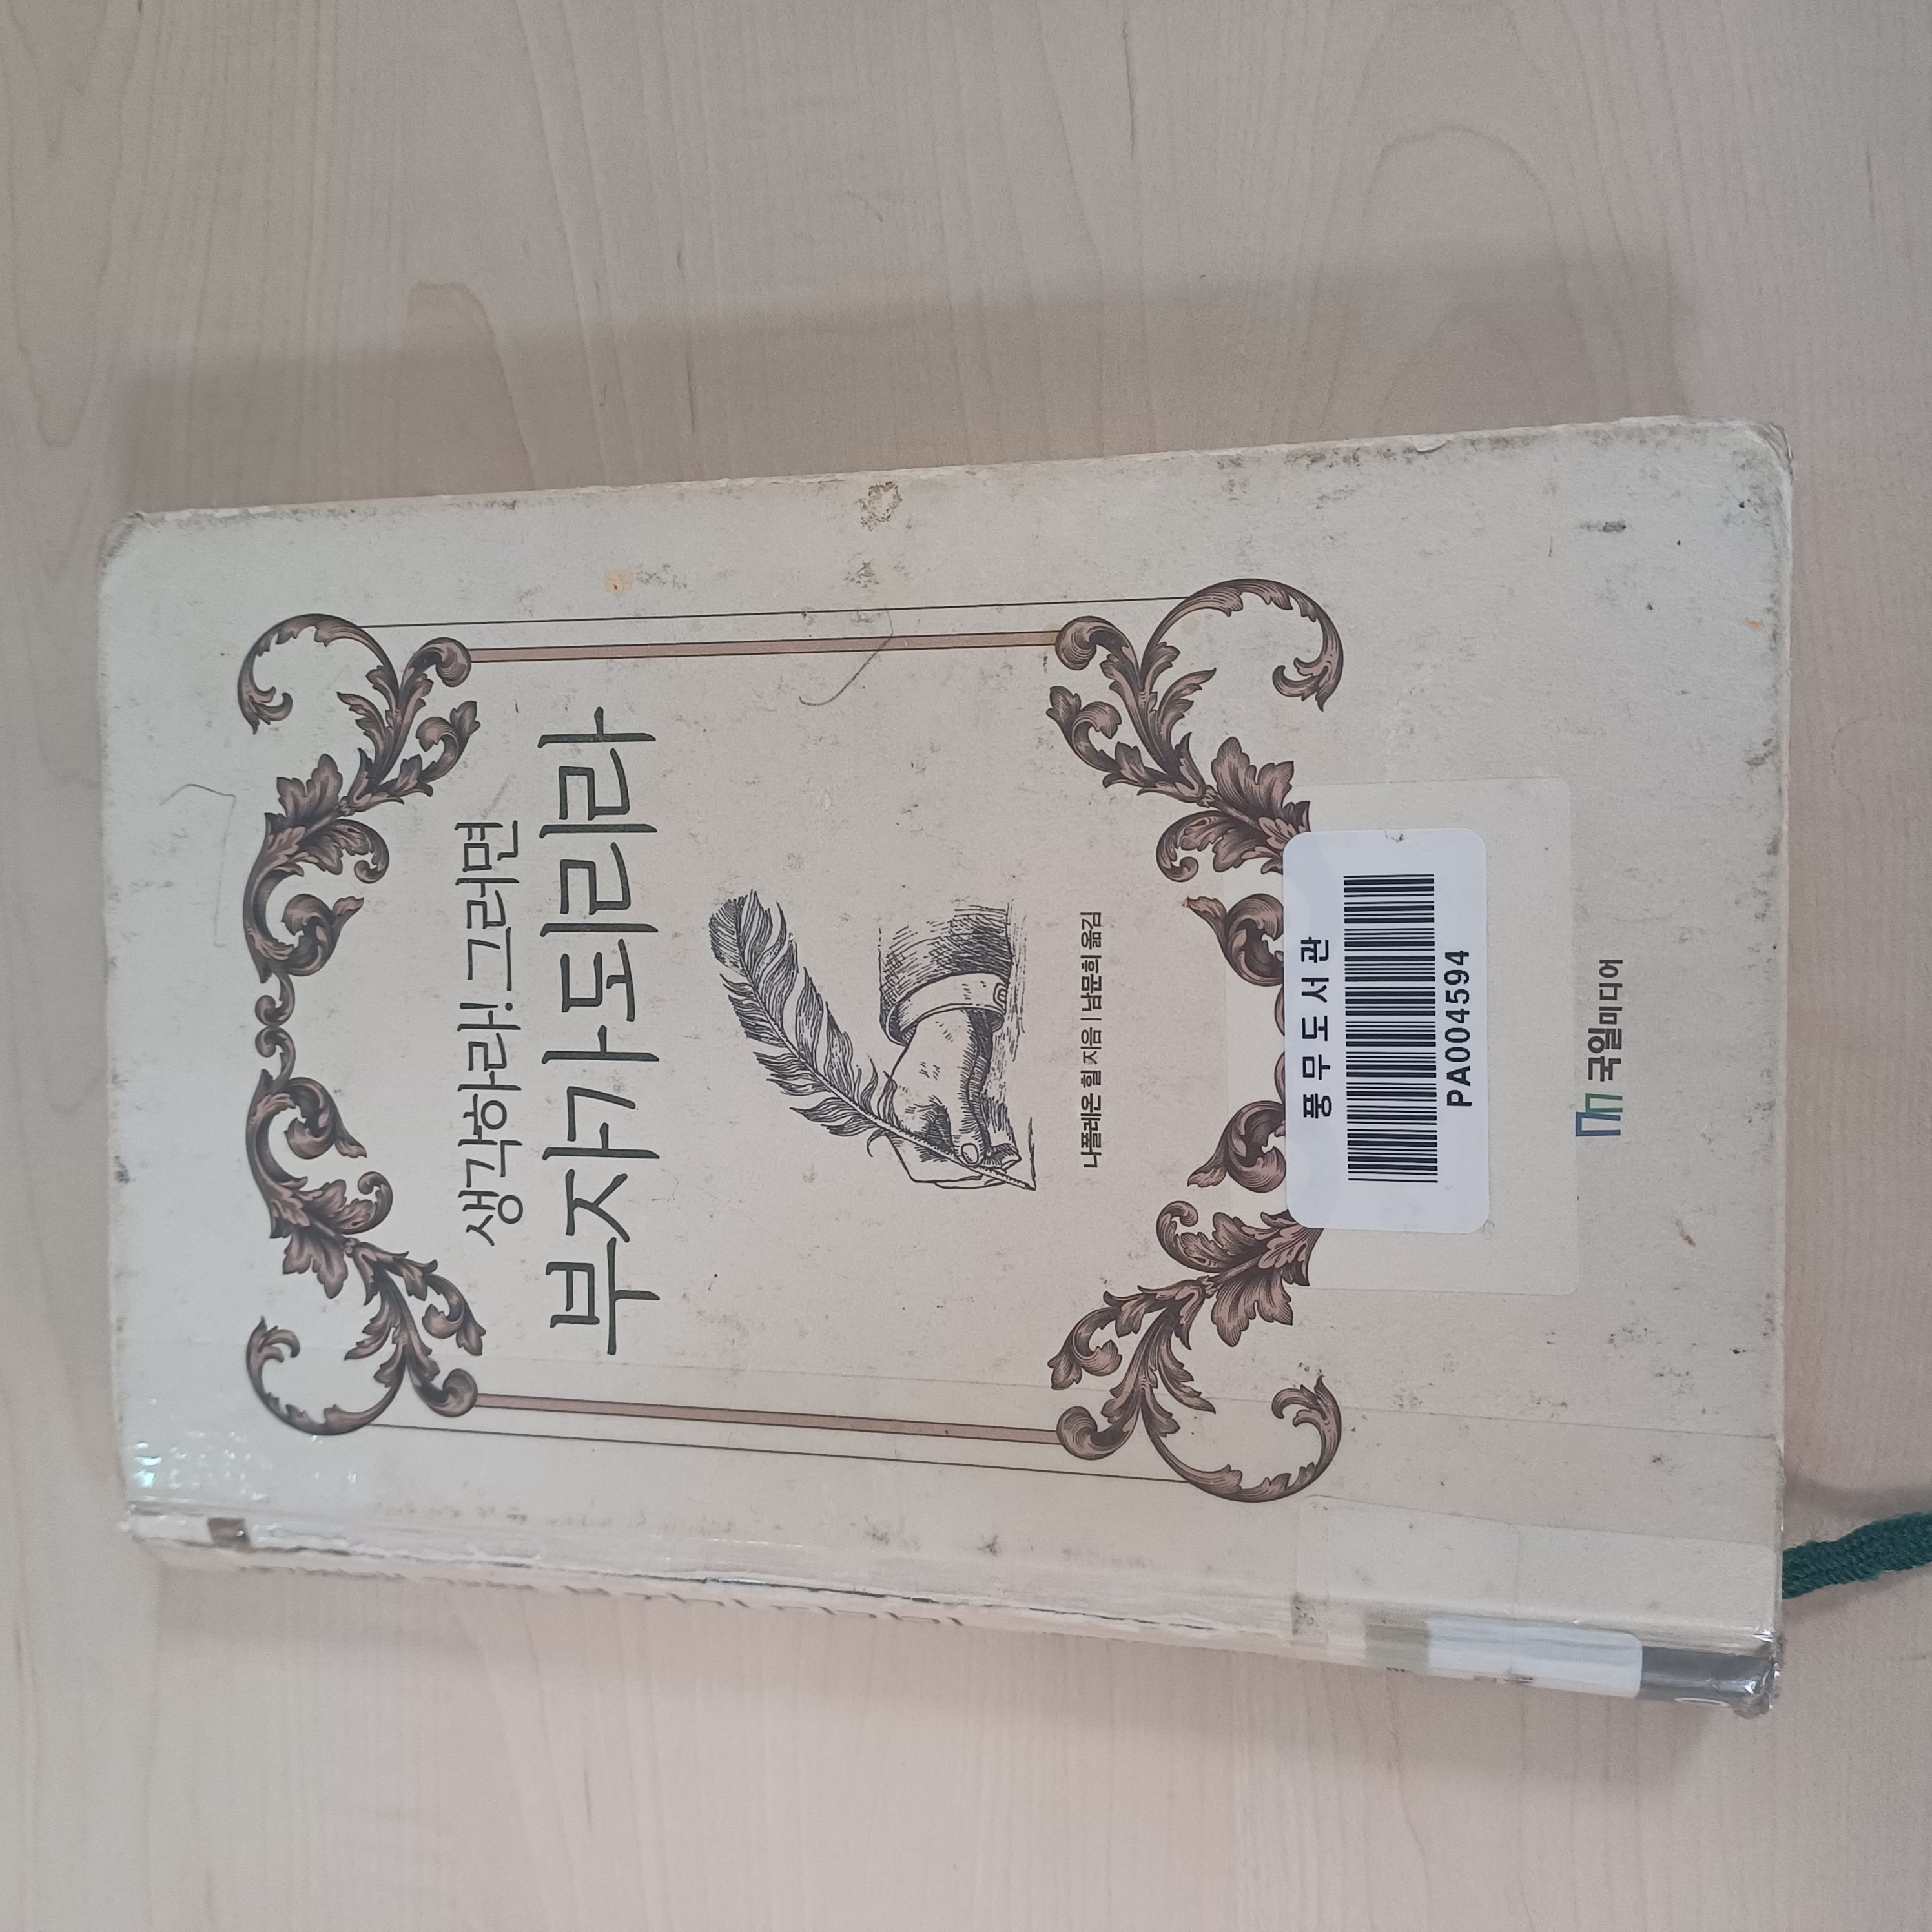 생각하라! 그러면
부자가 되리라
나폴레온 힐 지음 | 남문희 옮김
풍무도서관
PA004594
국일미디어